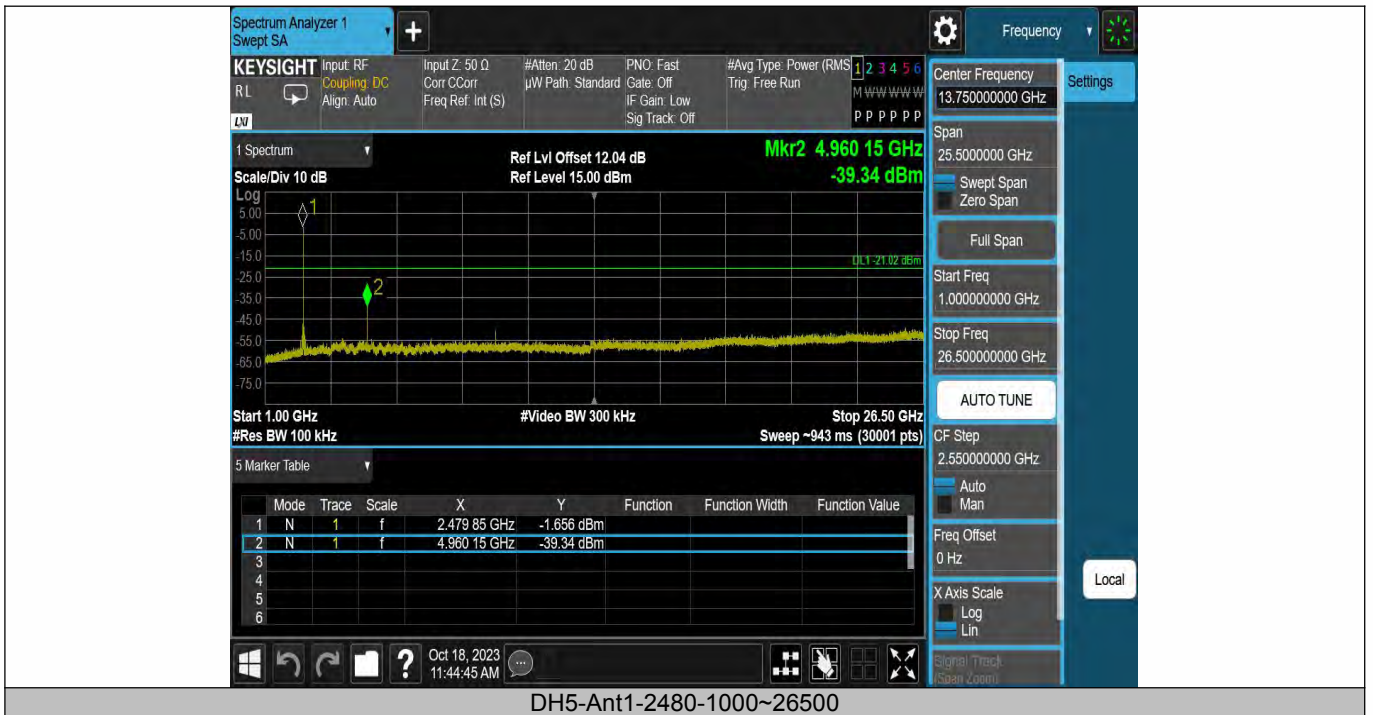 Spectrum Analyzer 1
Swept SA
+
Frequency
KEYSIGHT
RL
LXI
Input: RF
Coupling: DC
Align: Auto
Input Z: 50 Ω
Corr CCorr
Freq Ref: Int (S)
#Atten: 20 dB
µW Path: Standard
PNO: Fast
Gate: Off
IF Gain: Low
Sig Track: Off
#Avg Type: Power (RMS
Trig: Free Run
1 2 3 4 5 6
M W W W W W
P P P P P P
1 Spectrum
Scale/Div 10 dB
Ref Lvl Offset 12.04 dB
Ref Level 15.00 dBm
Mkr2 4.960 15 GHz
-39.34 dBm
Log
5.00
-5.00
-15.0
-25.0
-35.0
-45.0
-55.0
-65.0
-75.0
1
2
DL1 -21.02 dBm
Start 1.00 GHz
#Res BW 100 kHz
#Video BW 300 kHz
Stop 26.50 GHz
Sweep ~943 ms (30001 pts)
5 Marker Table
Mode Trace Scale X Y Function Function Width Function Value
1 N 1 f 2.479 85 GHz -1.656 dBm
2 N 1 f 4.960 15 GHz -39.34 dBm
3
4
5
6
Oct 18, 2023
11:44:45 AM
Center Frequency
13.750000000 GHz
Settings
Span
25.5000000 GHz
Swept Span
Zero Span
Full Span
Start Freq
1.000000000 GHz
Stop Freq
26.500000000 GHz
AUTO TUNE
CF Step
2.550000000 GHz
Auto
Man
Freq Offset
0 Hz
X Axis Scale
Log
Lin
Signal Track
(Span Zoom)
Local
DH5-Ant1-2480-1000~26500